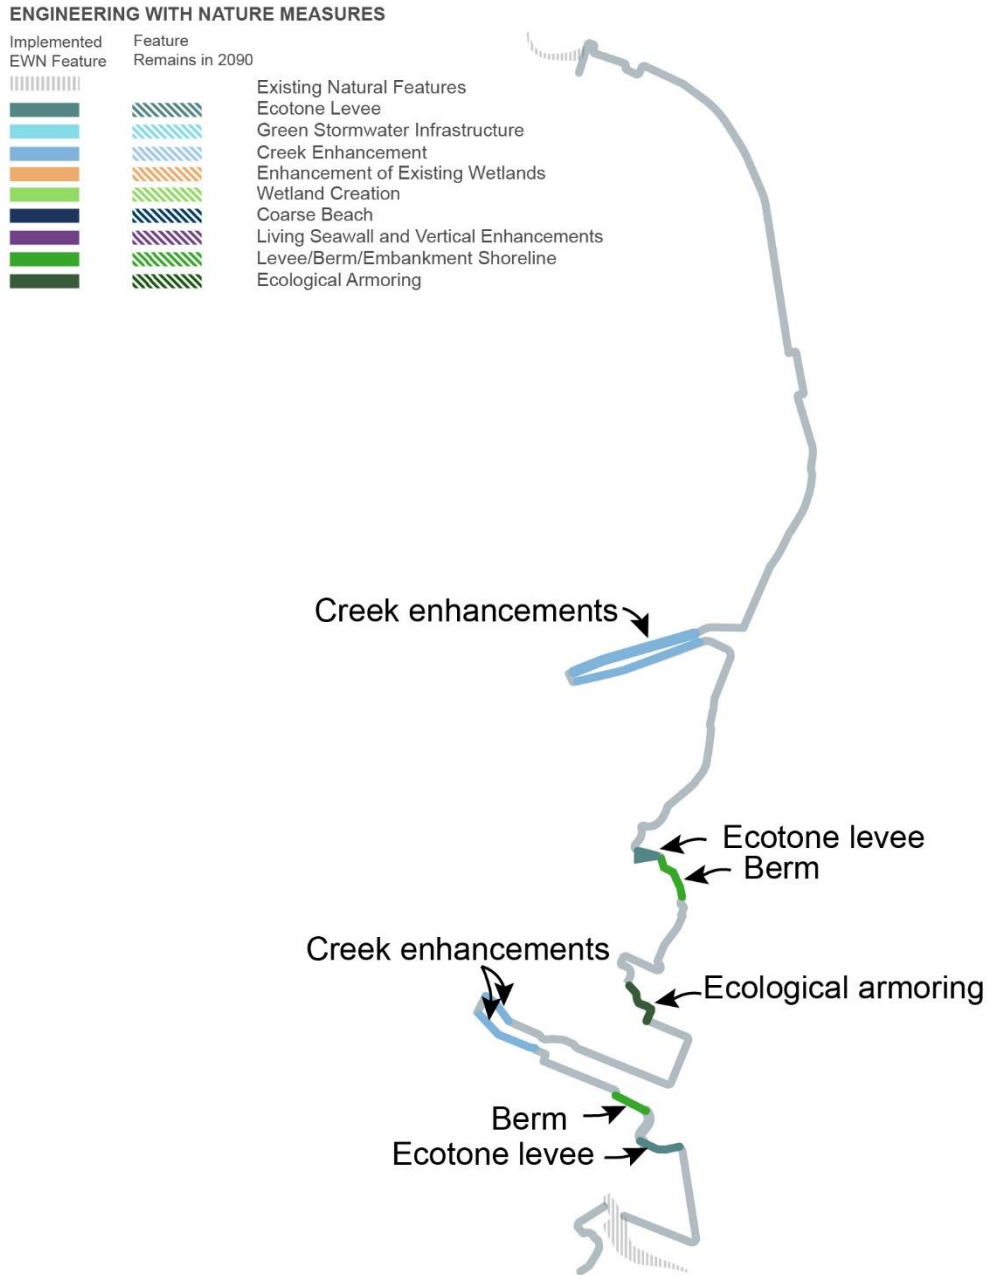 ENGINEERING WITH NATURE MEASURES
Implemented EWN Feature
Feature Remains in 2090
Existing Natural Features
Ecotone Levee
Green Stormwater Infrastructure
Creek Enhancement
Enhancement of Existing Wetlands
Wetland Creation
Coarse Beach
Living Seawall and Vertical Enhancements
Levee/Berm/Embankment Shoreline
Ecological Armoring
Creek enhancements
Ecotone levee
Berm
Creek enhancements
Ecological armoring
Berm
Ecotone levee